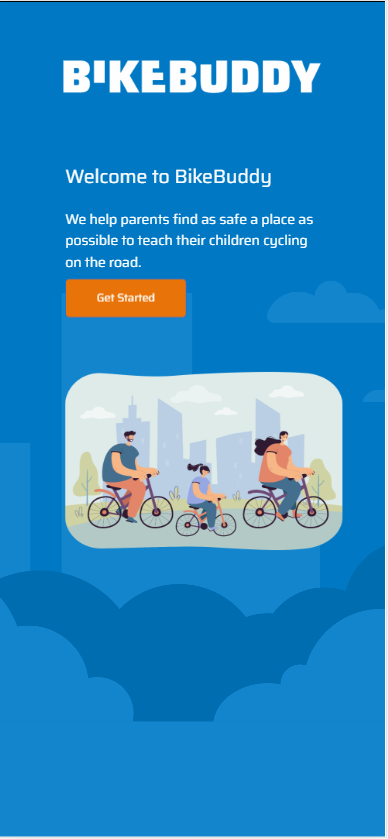 BIKEBUDDY
Welcome to BikeBuddy
We help parents find as safe a place as
possible to teach their children cycling
on the road.
Get Started